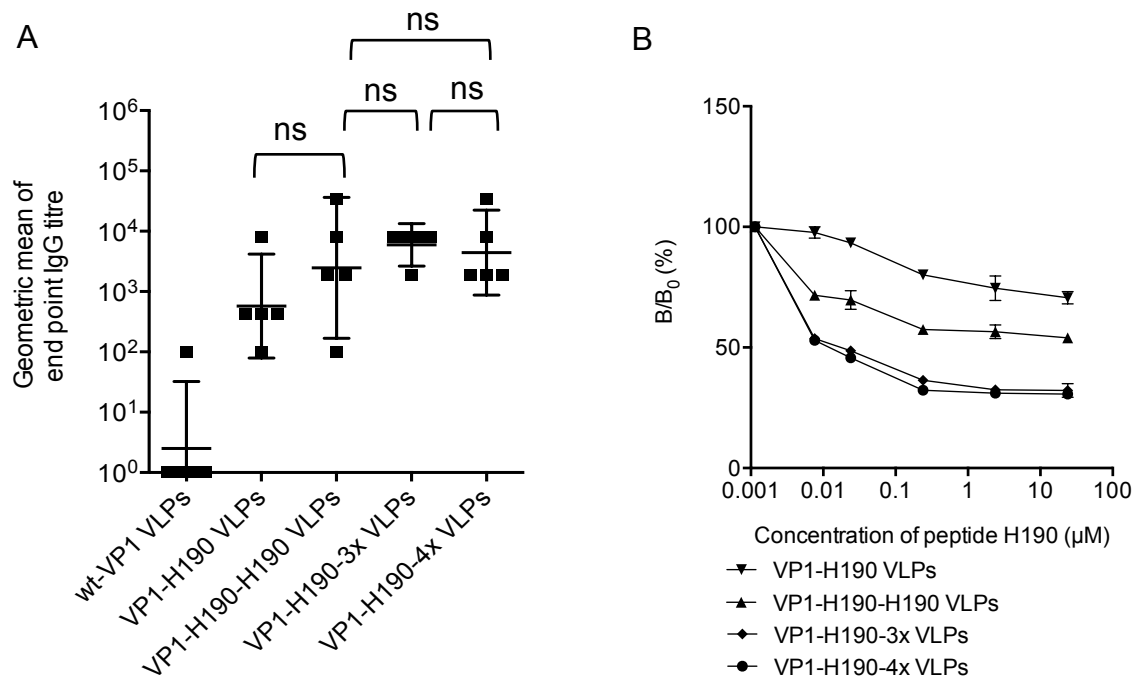 A
ns
ns
ns
ns
10⁶
10⁵
10⁴
10³
10²
10¹
10⁰
Geometric mean of
end point IgG titre
wt-VP1 VLPs
VP1-H190 VLPs
VP1-H190-H190 VLPs
VP1-H190-3x VLPs
VP1-H190-4x VLPs
B
150
100
50
0
B/B₀ (%)
0.001
0.01
0.1
1
10
100
Concentration of peptide H190 (µM)
VP1-H190 VLPs
VP1-H190-H190 VLPs
VP1-H190-3x VLPs
VP1-H190-4x VLPs